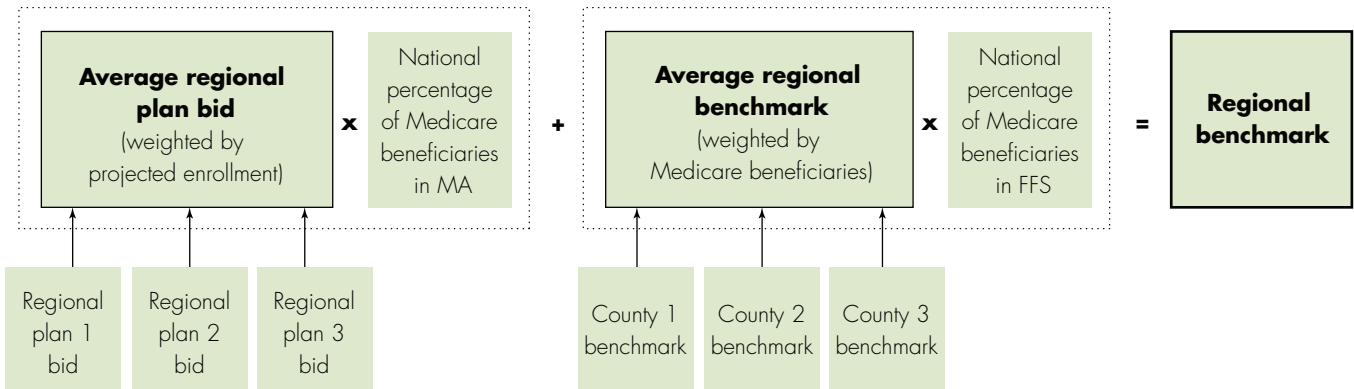 Average regional
plan bid
(weighted by
projected enrollment)
x
National
percentage
of Medicare
beneficiaries
in MA
+
Average regional
benchmark
(weighted by
Medicare beneficiaries)
x
National
percentage
of Medicare
beneficiaries
in FFS
=
Regional
benchmark
Regional
plan 1
bid
Regional
plan 2
bid
Regional
plan 3
bid
County 1
benchmark
County 2
benchmark
County 3
benchmark